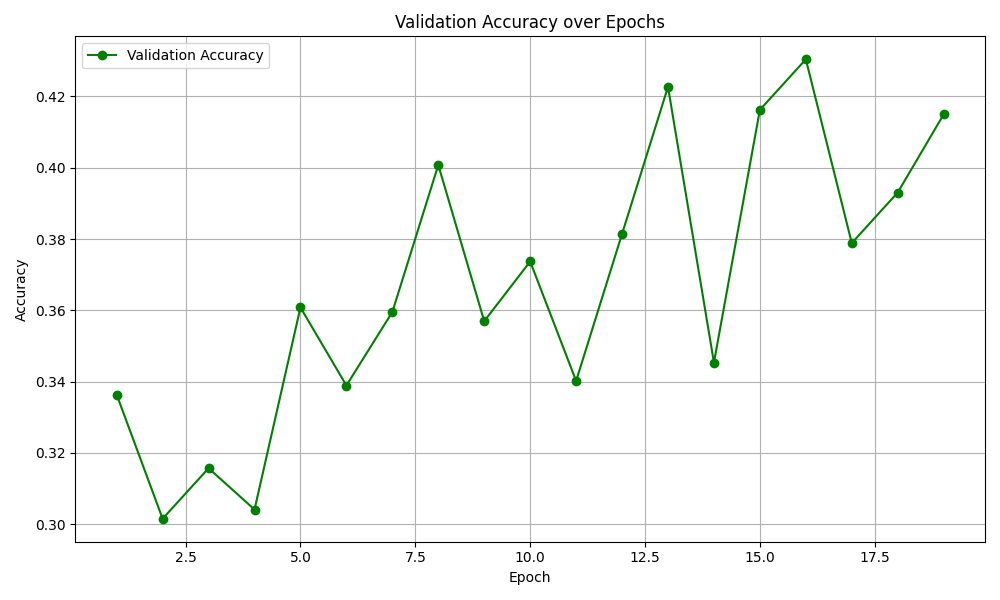 Validation Accuracy over Epochs
Validation Accuracy
0.42
0.40
0.38
0.36
0.34
0.32
0.30
Accuracy
2.5 5.0 7.5 10.0 12.5 15.0 17.5
Epoch